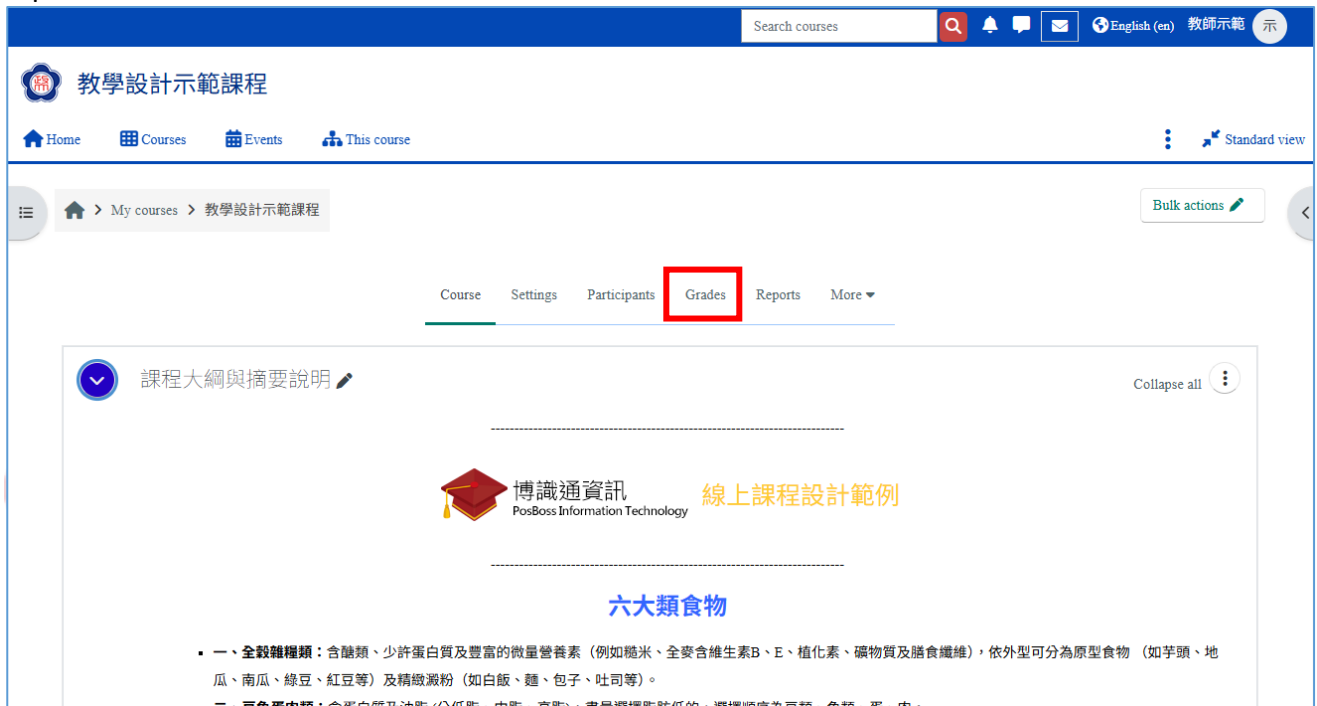 Search courses
English (en) 教師示範 示
教學設計示範課程
Home Courses Events This course
Standard view
My courses 教學設計示範課程
Bulk actions
Course Settings Participants Grades Reports More
課程大綱與摘要說明
Collapse all
博識通資訊
PosBoss Information Technology
線上課程設計範例
六大類食物
一、全穀雜糧類：含醣類、少許蛋白質及豐富的微量營養素（例如糙米、全麥含維生素B、E、植化素、礦物質及膳食纖維），依外型可分為原型食物 （如芋頭、地
瓜、南瓜、綠豆、紅豆等）及精緻澱粉（如白飯、麵、包子、吐司等）。